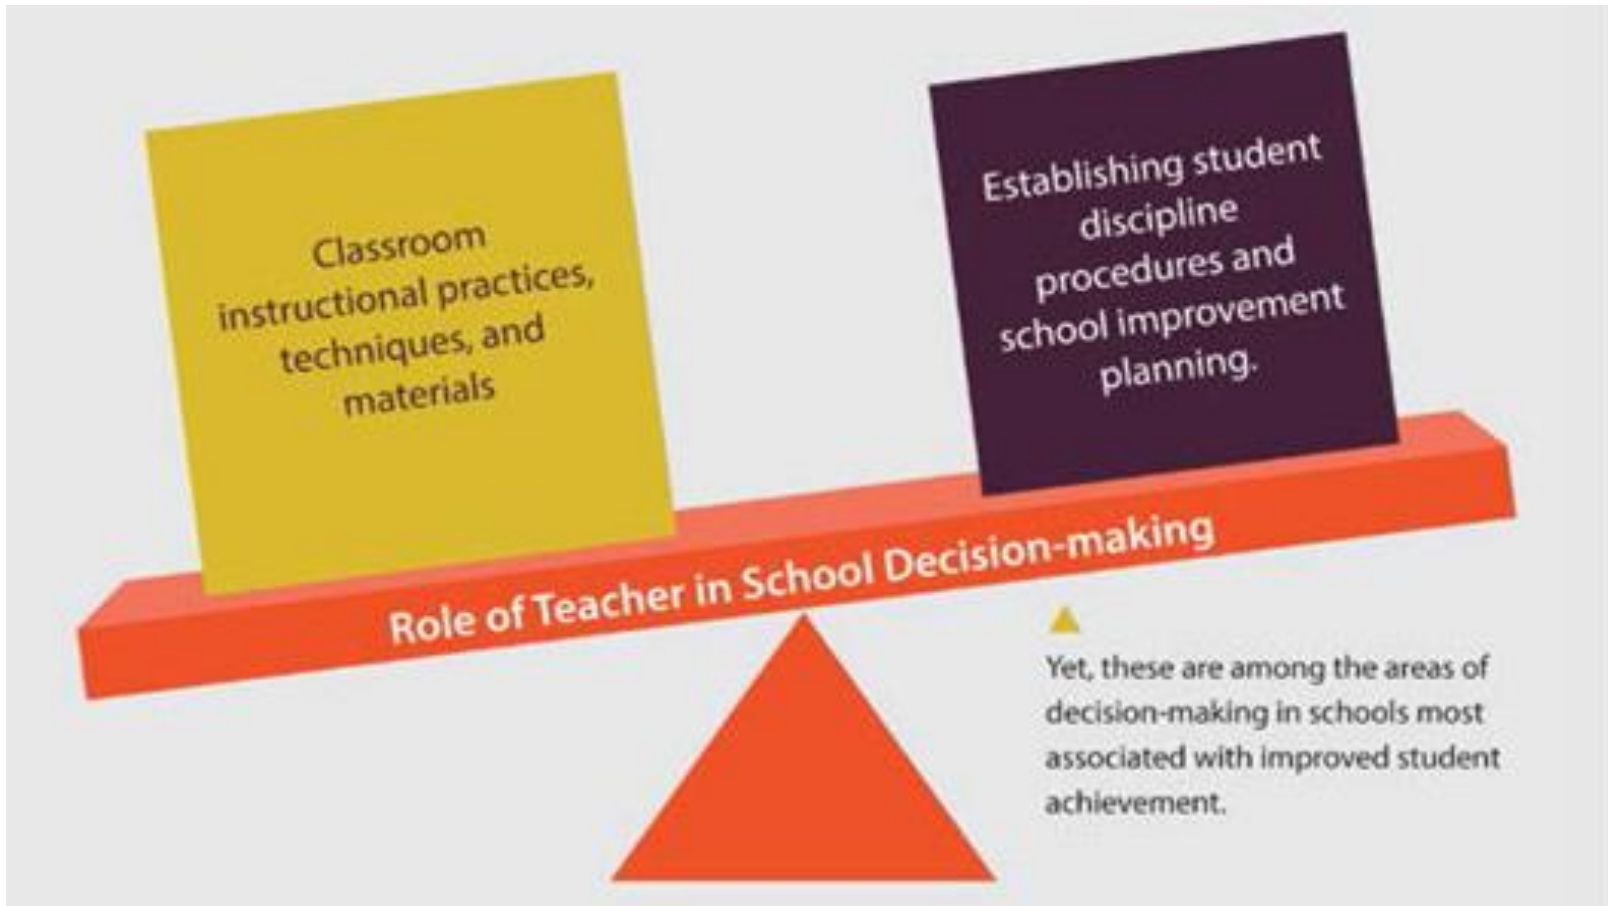 Classroom
instructional practices,
techniques, and
materials
Establishing student
discipline
procedures and
school improvement
planning.
Role of Teacher in School Decision-making
Yet, these are among the areas of
decision-making in schools most
associated with improved student
achievement.